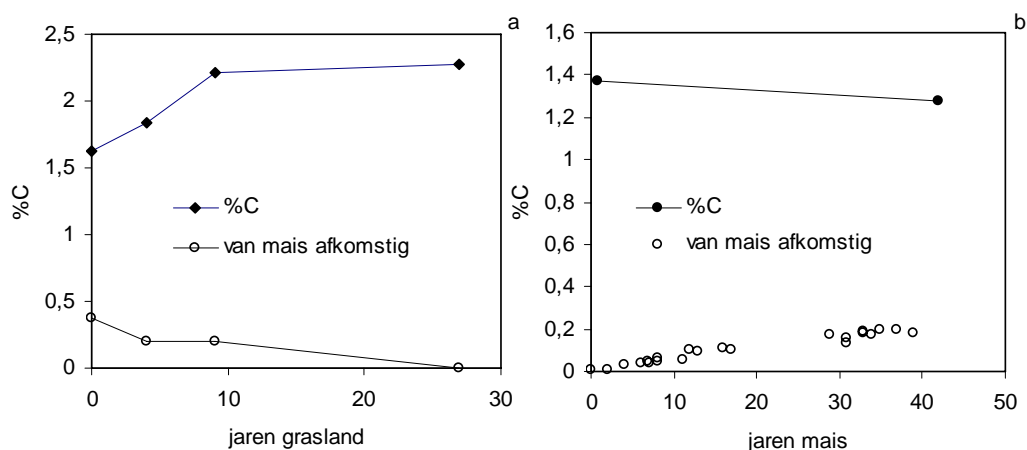 a
2,5
2
1,5
1
0,5
0
%C
%C
van mais afkomstig
0
10
20
30
jaren grasland
b
1,6
1,4
1,2
1
0,8
0,6
0,4
0,2
0
%C
%C
van mais afkomstig
0
10
20
30
40
50
jaren mais